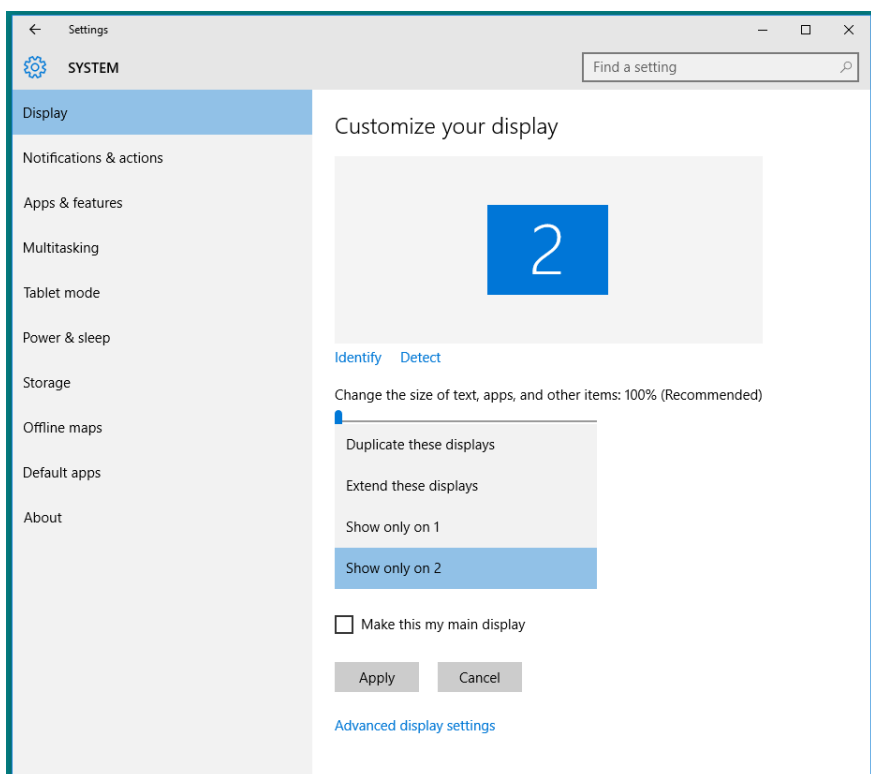 Settings
SYSTEM
Find a setting
Display
Notifications & actions
Apps & features
Multitasking
Tablet mode
Power & sleep
Storage
Offline maps
Default apps
About
Customize your display
2
Identify Detect
Change the size of text, apps, and other items: 100% (Recommended)
Duplicate these displays
Extend these displays
Show only on 1
Show only on 2
Make this my main display
Apply Cancel
Advanced display settings